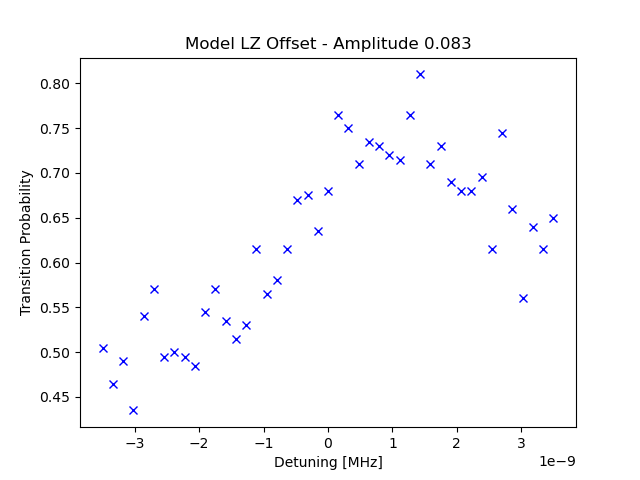 Model LZ Offset - Amplitude 0.083
0.80
0.75
0.70
0.65
0.60
0.55
0.50
0.45
Transition Probability
−3 −2 −1 0 1 2 3
1e−9
Detuning [MHz]